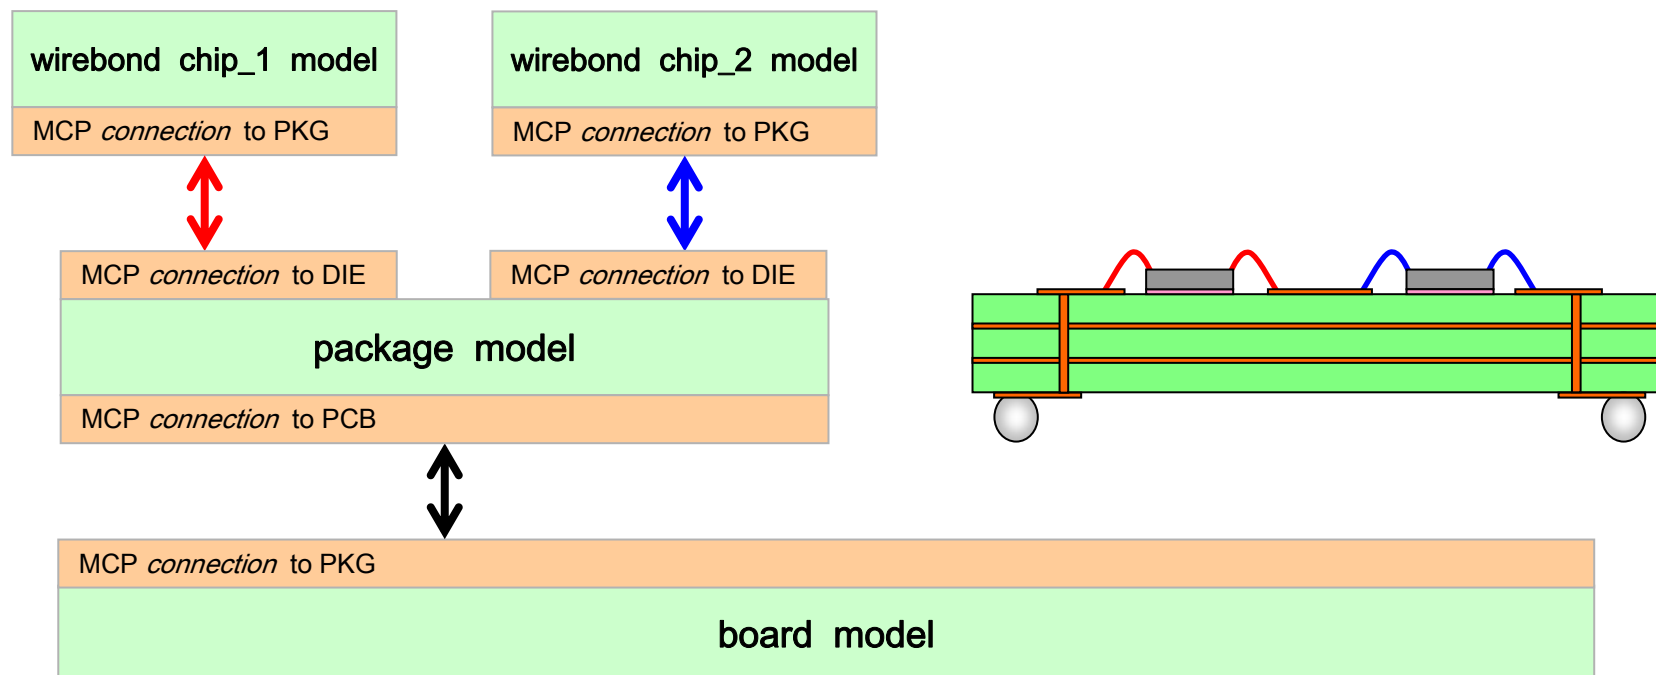 wirebond chip_1 model
wirebond chip_2 model
MCP connection to PKG
MCP connection to PKG
MCP connection to DIE
MCP connection to DIE
package model
MCP connection to PCB
MCP connection to PKG
board model